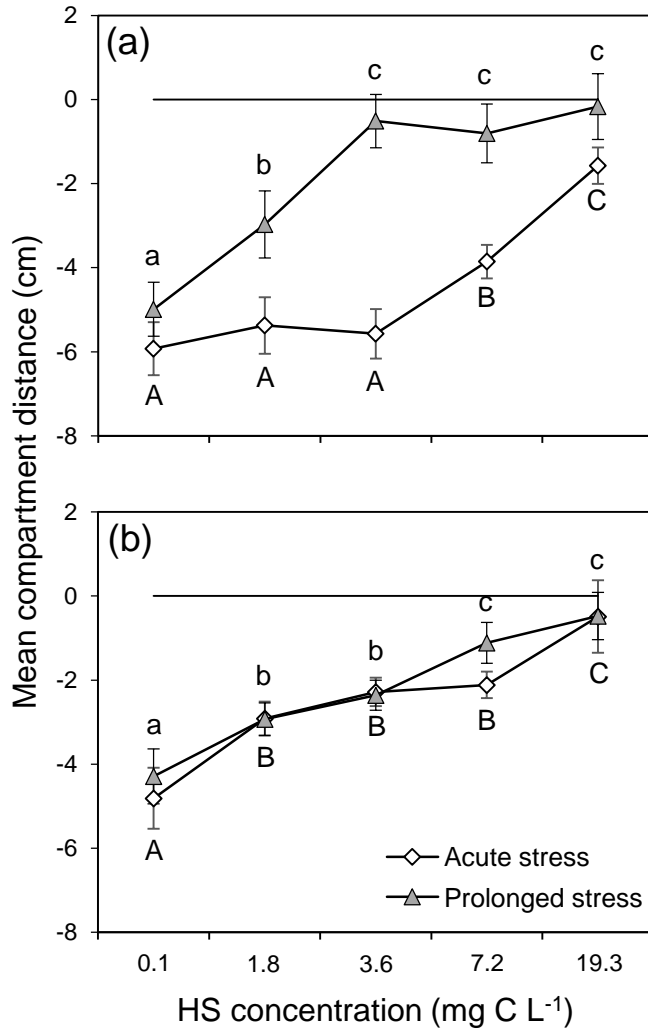 Mean compartment distance (cm)
(a)
2
0
-2
-4
-6
-8
a
b
c
c
c
A
A
A
B
C
(b)
2
0
-2
-4
-6
-8
a
b
b
c
c
A
B
B
B
C
Acute stress
Prolonged stress
0.1 1.8 3.6 7.2 19.3
HS concentration (mg C L⁻¹)